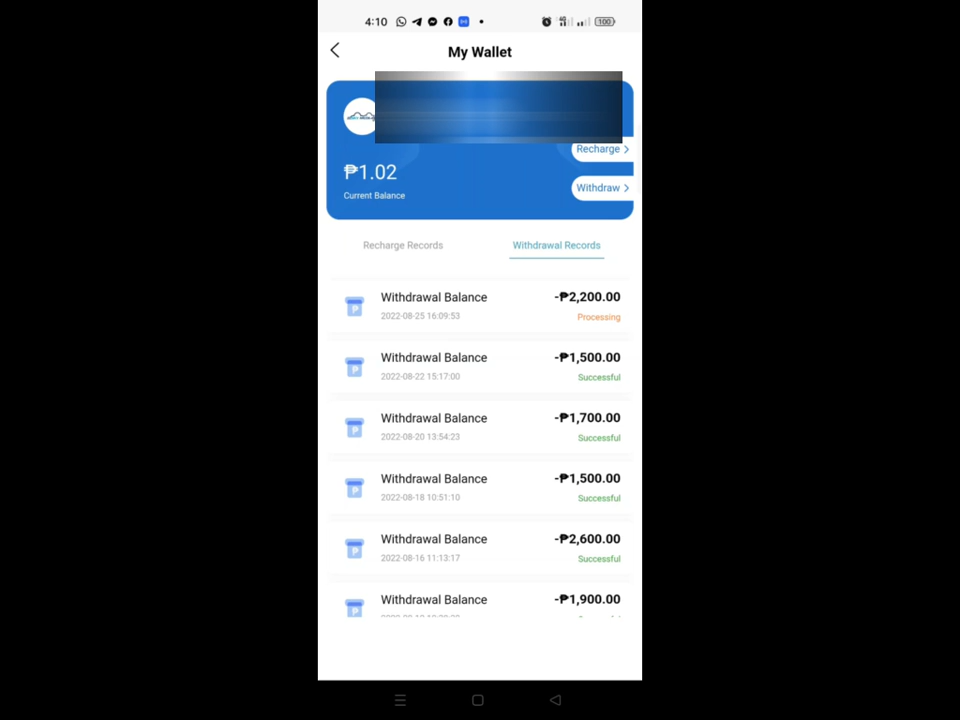 4:10 100
My Wallet
Recharge >
₱1.02
Withdraw >
Current Balance
Recharge Records Withdrawal Records
Withdrawal Balance -₱2,200.00
2022-08-25 16:09:53 Processing
Withdrawal Balance -₱1,500.00
2022-08-22 15:17:00 Successful
Withdrawal Balance -₱1,700.00
2022-08-20 13:54:23 Successful
Withdrawal Balance -₱1,500.00
2022-08-18 10:51:10 Successful
Withdrawal Balance -₱2,600.00
2022-08-16 11:13:17 Successful
Withdrawal Balance -₱1,900.00